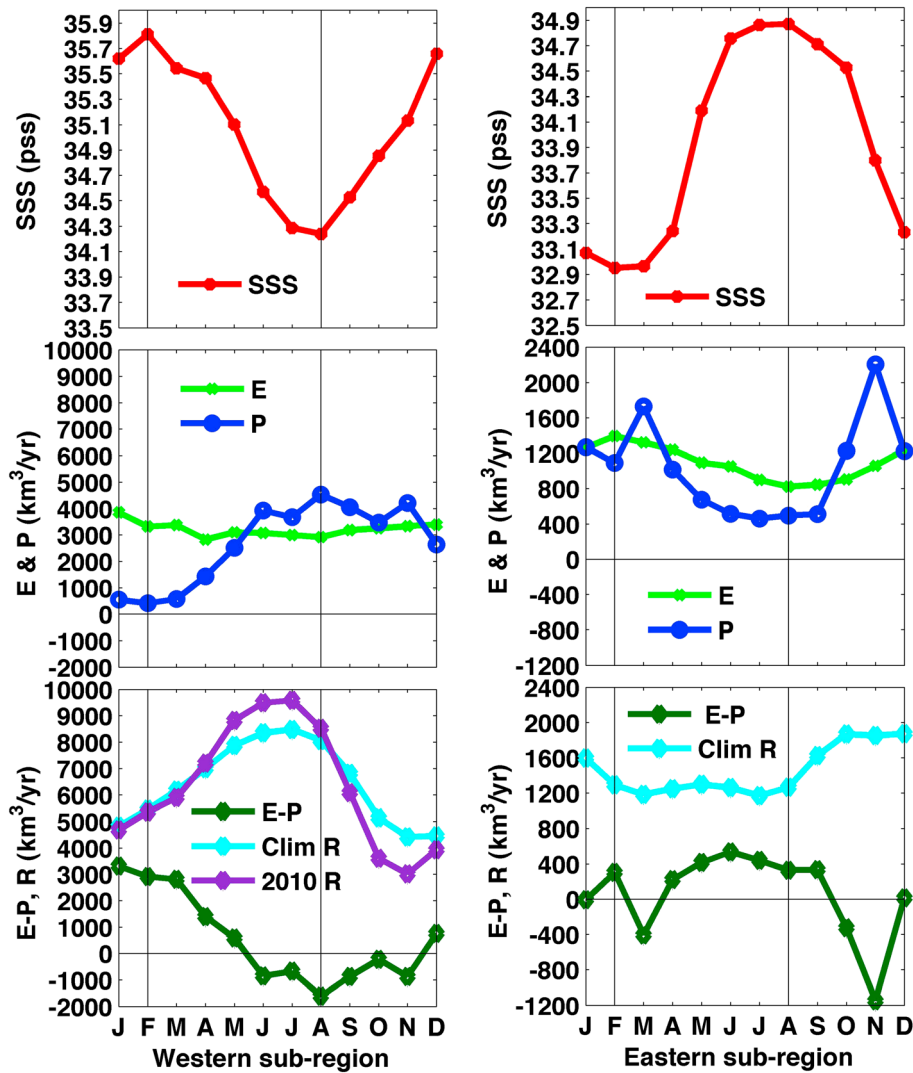 SSS (pss)
35.9
35.7
35.5
35.3
35.1
34.9
34.7
34.5
34.3
34.1
33.9
33.7
33.5
SSS
J F M A M J J A S O N D
SSS (pss)
34.9
34.7
34.5
34.3
34.1
33.9
33.7
33.5
33.3
33.1
32.9
32.7
32.5
SSS
J F M A M J J A S O N D
E & P (km³/yr)
10000
9000
8000
7000
6000
5000
4000
3000
2000
1000
0
-1000
-2000
E
P
J F M A M J J A S O N D
E & P (km³/yr)
2400
2000
1600
1200
800
400
0
-400
-800
-1200
E
P
J F M A M J J A S O N D
E-P, R (km³/yr)
10000
9000
8000
7000
6000
5000
4000
3000
2000
1000
0
-1000
-2000
E-P
Clim R
2010 R
J F M A M J J A S O N D
Western sub-region
E-P, R (km³/yr)
2400
2000
1600
1200
800
400
0
-400
-800
-1200
E-P
Clim R
J F M A M J J A S O N D
Eastern sub-region